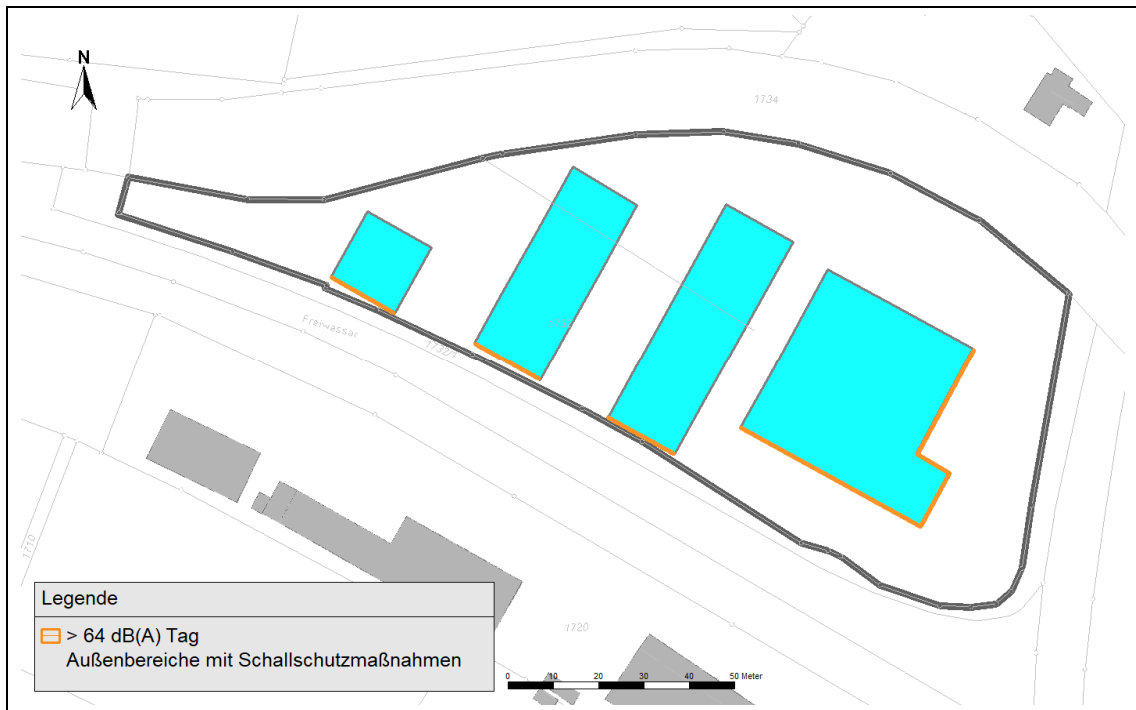 N
1734
Freiwasser
1732/1
1710
1720
Legende
> 64 dB(A) Tag
Außenbereiche mit Schallschutzmaßnahmen
0 10 20 30 40 50 Meter